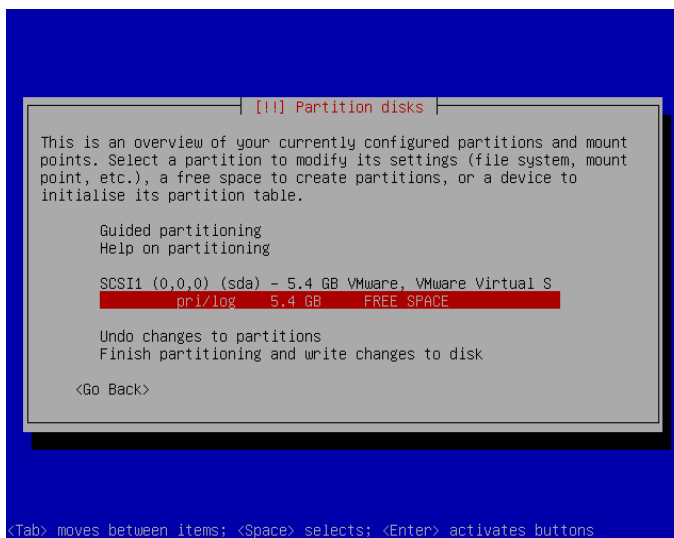 [!!] Partition disks
This is an overview of your currently configured partitions and mount
points. Select a partition to modify its settings (file system, mount
point, etc.), a free space to create partitions, or a device to
initialise its partition table.
Guided partitioning
Help on partitioning
SCSI1 (0,0,0) (sda) - 5.4 GB VMware, VMware Virtual S
pri/log 5.4 GB FREE SPACE
Undo changes to partitions
Finish partitioning and write changes to disk
<Go Back>
<Tab> moves between items; <Space> selects; <Enter> activates buttons